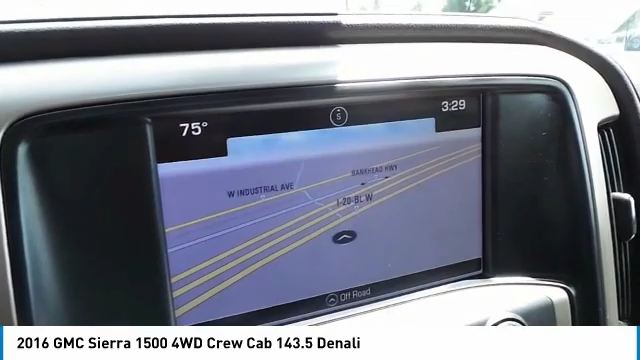 75°
S
3:29
BANKHEAD HWY
W INDUSTRIAL AVE
I-20-BL W
Off Road
2016 GMC Sierra 1500 4WD Crew Cab 143.5 Denali